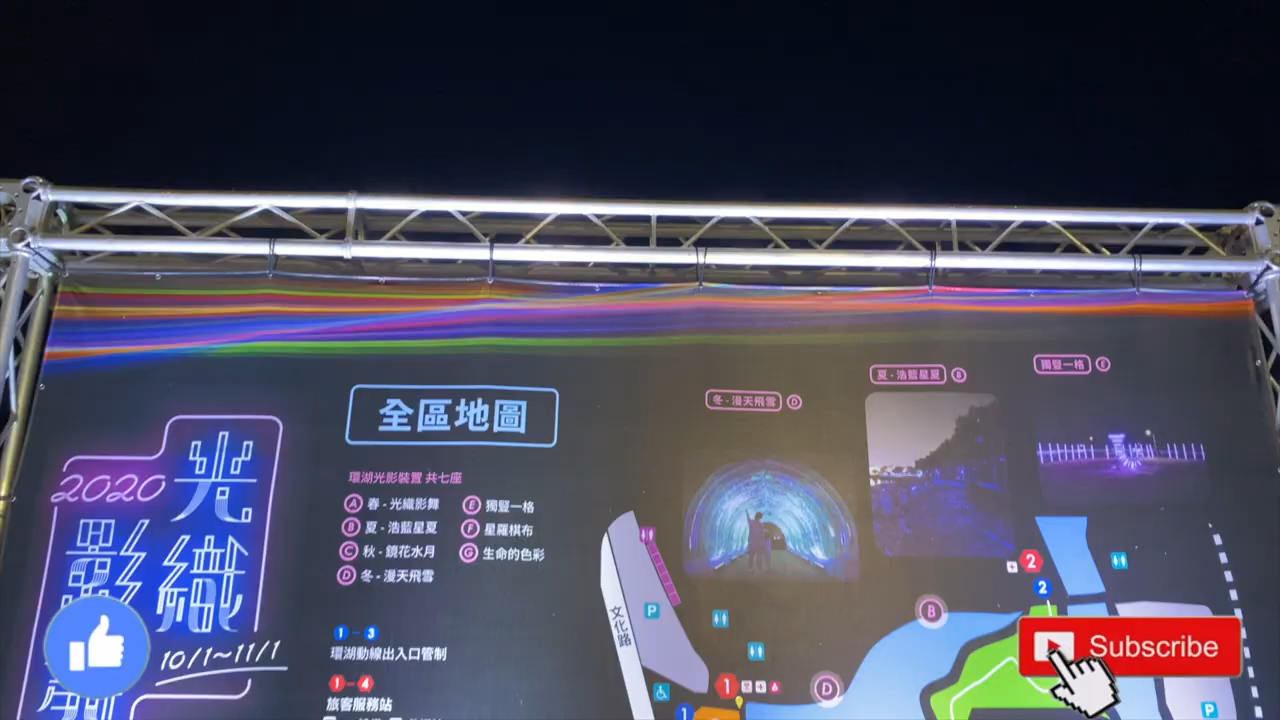 2020
光
影織
10/1~11/1
全區地圖
環湖光影裝置 共七座
A 春-光織影舞
B 夏-浩藍星夏
C 秋-鏡花水月
D 冬-漫天飛雪
E 獨豎一格
F 星羅棋布
G 生命的色彩
1-3
環湖動線出入口管制
1-4
旅客服務站
冬-漫天飛雪 D
夏-浩藍星夏 B
獨豎一格 E
文化路
P
1
1
D
B
2
2
P
Subscribe